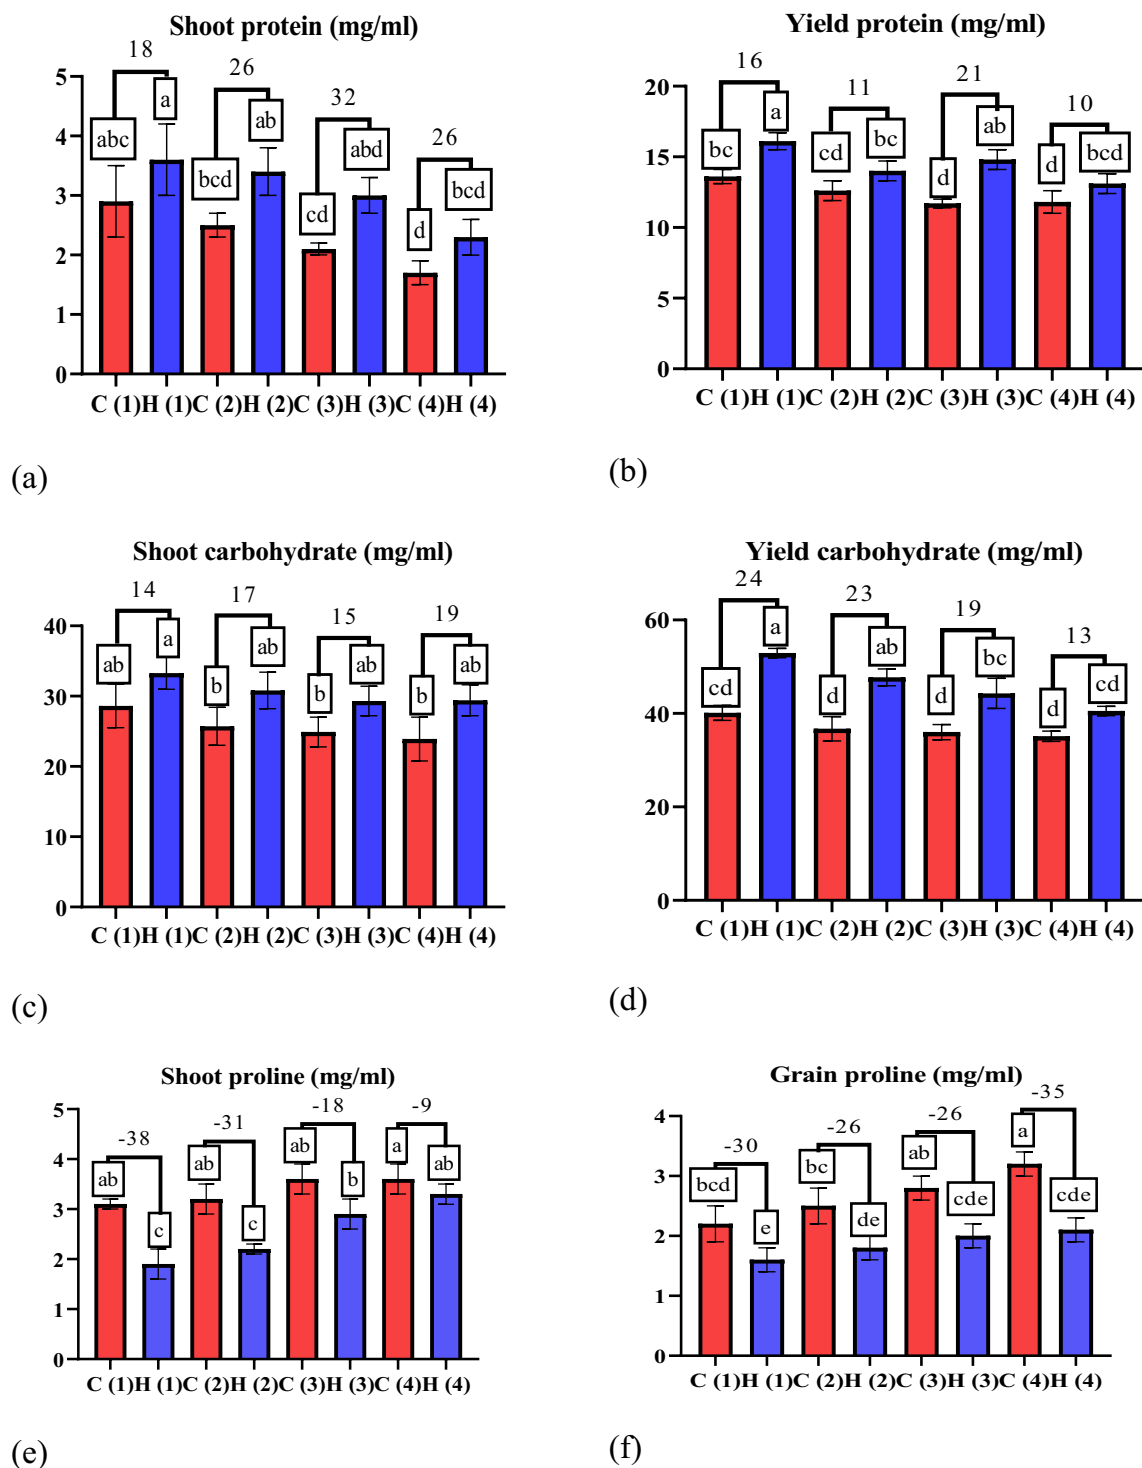 Shoot protein (mg/ml)
18
26
32
26
5
4
3
2
1
0
abc
a
bcd
ab
cd
abd
d
bcd
C (1)H (1)C (2)H (2)C (3)H (3)C (4)H (4)
(a)
Yield protein (mg/ml)
16
11
21
10
20
15
10
5
0
bc
a
cd
bc
d
ab
d
bcd
C (1)H (1)C (2)H (2)C (3)H (3)C (4)H (4)
(b)
Shoot carbohydrate (mg/ml)
14
17
15
19
40
30
20
10
0
ab
a
b
ab
b
ab
b
ab
C (1)H (1)C (2)H (2)C (3)H (3)C (4)H (4)
(c)
Yield carbohydrate (mg/ml)
24
23
19
13
60
40
20
0
cd
a
d
ab
d
bc
d
cd
C (1)H (1)C (2)H (2)C (3)H (3)C (4)H (4)
(d)
Shoot proline (mg/ml)
-38
-31
-18
-9
5
4
3
2
1
0
ab
c
ab
c
ab
b
a
ab
C (1)H (1)C (2)H (2)C (3)H (3)C (4)H (4)
(e)
Grain proline (mg/ml)
-30
-26
-26
-35
4
3
2
1
0
bcd
e
bc
de
ab
cde
a
cde
C (1)H (1)C (2)H (2)C (3)H (3)C (4)H (4)
(f)